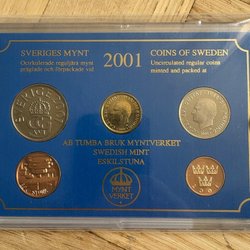 SVERIGES MYNT
Ocirkulerade reguljära mynt
präglade och förpackade vid
2001
COINS OF SWEDEN
Uncirculated regular coins
minted and packed at
AB TUMBA BRUK MYNTVERKET
SWEDISH MINT
ESKILSTUNA
MYNT
VERKET